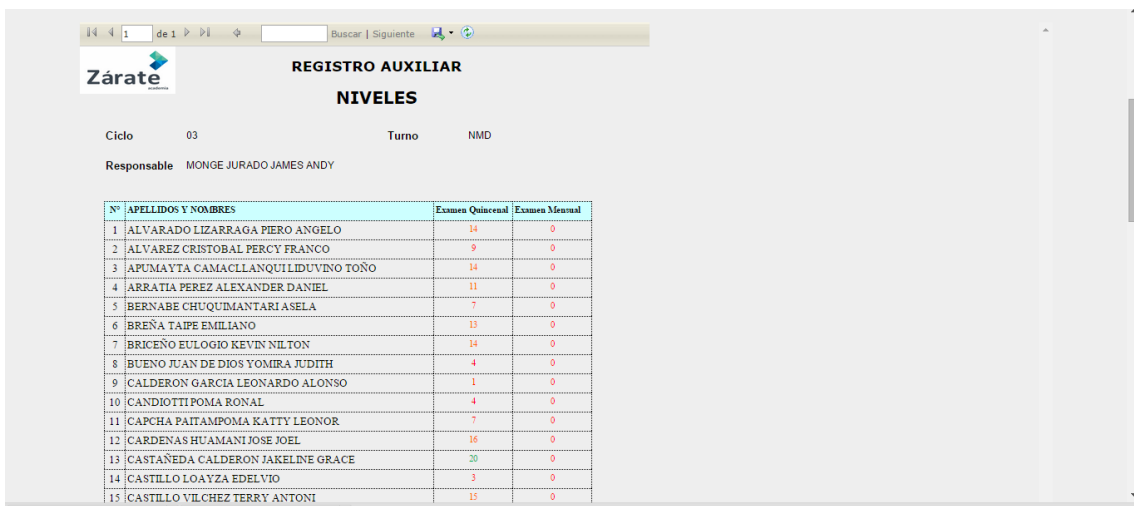 1 de 1 Buscar | Siguiente
Zárate
academia
REGISTRO AUXILIAR
NIVELES
Ciclo 03 Turno NMD
Responsable MONGE JURADO JAMES ANDY
Nº APELLIDOS Y NOMBRES Examen Quincenal Examen Mensual
1 ALVARADO LIZARRAGA PIERO ANGELO 14 0
2 ALVAREZ CRISTOBAL PERCY FRANCO 9 0
3 APUMAYTA CAMACLLANQUI LIDUVINO TOÑO 14 0
4 ARRATIA PEREZ ALEXANDER DANIEL 11 0
5 BERNABE CHUQUIMANTARI ASELA 7 0
6 BREÑA TAIPE EMILIANO 13 0
7 BRICEÑO EULOGIO KEVIN NILTON 14 0
8 BUENO JUAN DE DIOS YOMIRA JUDITH 4 0
9 CALDERON GARCIA LEONARDO ALONSO 1 0
10 CANDIOTTI POMA RONAL 4 0
11 CAPCHA PAITAMPOMA KATTY LEONOR 7 0
12 CARDENAS HUAMANI JOSE JOEL 16 0
13 CASTAÑEDA CALDERON JAKELINE GRACE 20 0
14 CASTILLO LOAYZA EDELVIO 3 0
15 CASTILLO VILCHEZ TERRY ANTONI 15 0